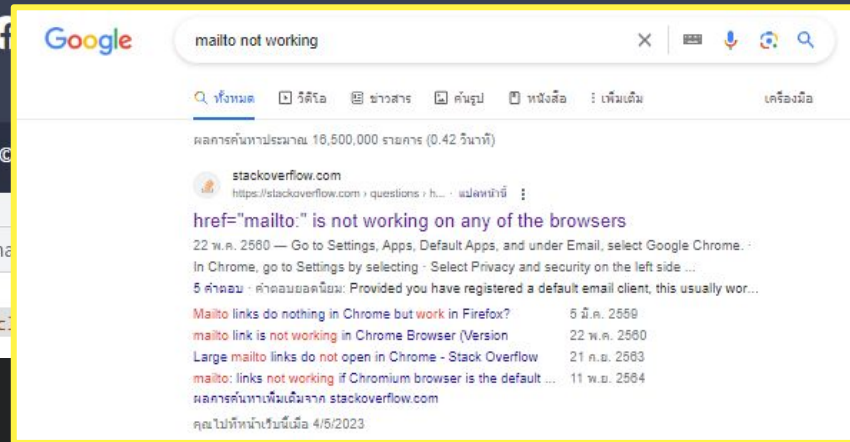 Google
mailto not working
ทั้งหมด วิดีโอ ข่าวสาร ค้นรูป หนังสือ เพิ่มเติม เครื่องมือ
ผลการค้นหาประมาณ 16,500,000 รายการ (0.42 วินาที)
stackoverflow.com
https://stackoverflow.com › questions › h... · แปลหน้านี้
href="mailto:" is not working on any of the browsers
22 พ.ค. 2560 — Go to Settings, Apps, Default Apps, and under Email, select Google Chrome. ·
In Chrome, go to Settings by selecting · Select Privacy and security on the left side ...
5 คำตอบ · คำตอบยอดนิยม: Provided you have registered a default email client, this usually wor...
Mailto links do nothing in Chrome but work in Firefox? 5 มี.ค. 2559
mailto link is not working in Chrome Browser (Version 22 พ.ค. 2560
Large mailto links do not open in Chrome - Stack Overflow 21 ก.ย. 2563
mailto: links not working if Chromium browser is the default ... 11 พ.ย. 2564
ผลการค้นหาเพิ่มเติมจาก stackoverflow.com
คุณไปที่หน้าเว็บนี้เมื่อ 4/5/2023